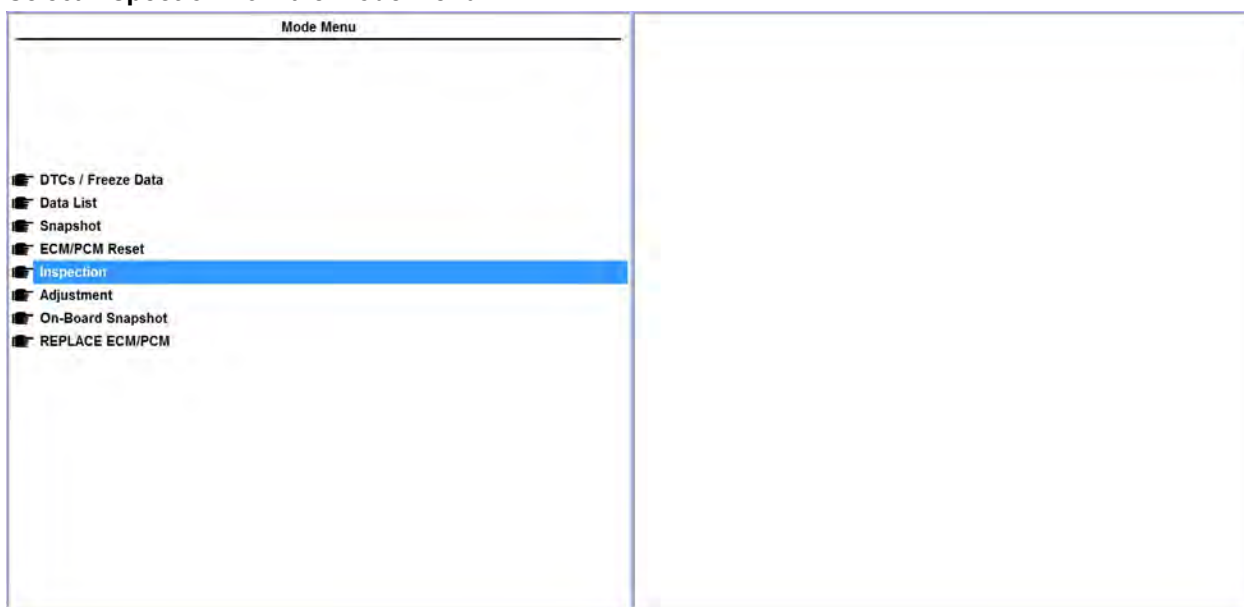 Mode Menu
DTCs / Freeze Data
Data List
Snapshot
ECM/PCM Reset
Inspection
Adjustment
On-Board Snapshot
REPLACE ECM/PCM